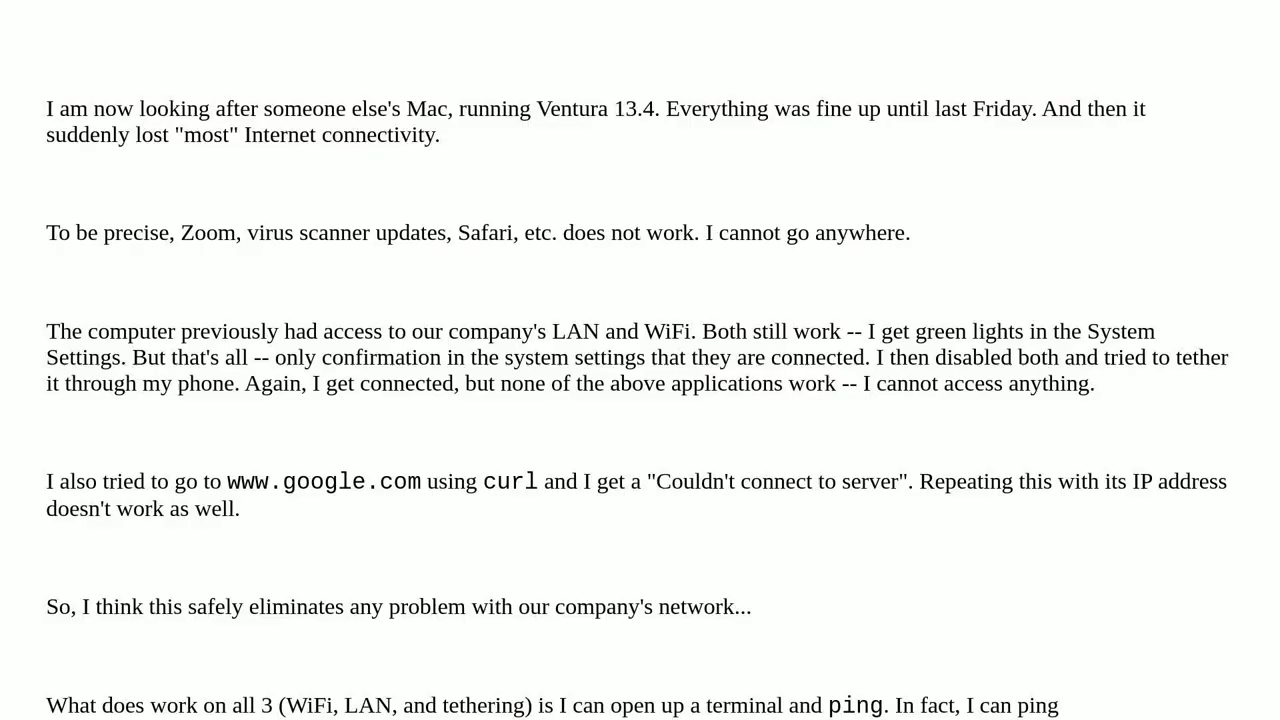 I am now looking after someone else's Mac, running Ventura 13.4. Everything was fine up until last Friday. And then it
suddenly lost "most" Internet connectivity.
To be precise, Zoom, virus scanner updates, Safari, etc. does not work. I cannot go anywhere.
The computer previously had access to our company's LAN and WiFi. Both still work -- I get green lights in the System
Settings. But that's all -- only confirmation in the system settings that they are connected. I then disabled both and tried to tether
it through my phone. Again, I get connected, but none of the above applications work -- I cannot access anything.
I also tried to go to www.google.com using curl and I get a "Couldn't connect to server". Repeating this with its IP address
doesn't work as well.
So, I think this safely eliminates any problem with our company's network...
What does work on all 3 (WiFi, LAN, and tethering) is I can open up a terminal and ping. In fact, I can ping